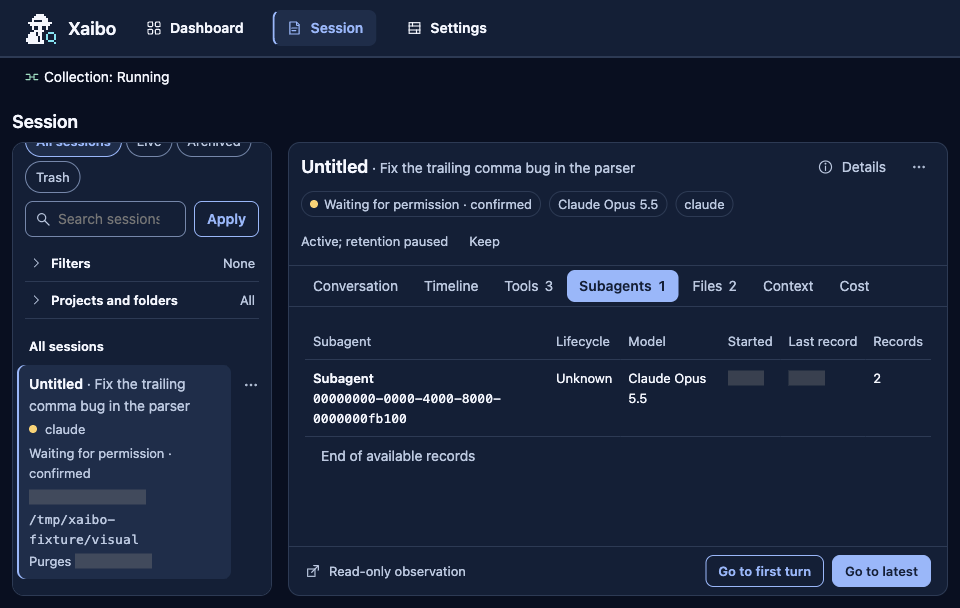 Xaibo Dashboard Session Settings
Collection: Running
Session
All sessions Live Archived
Trash
Search sessions Apply
Filters None
Projects and folders All
All sessions
Untitled · Fix the trailing
comma bug in the parser
claude
Waiting for permission ·
confirmed
/tmp/xaibo-
fixture/visual
Purges
Untitled · Fix the trailing comma bug in the parser Details ...
Waiting for permission · confirmed Claude Opus 5.5 claude
Active; retention paused Keep
Conversation Timeline Tools 3 Subagents 1 Files 2 Context Cost
Subagent Lifecycle Model Started Last record Records
Subagent Unknown Claude Opus 2
00000000-0000-4000-8000- 5.5
0000000fb100
End of available records
Read-only observation Go to first turn Go to latest